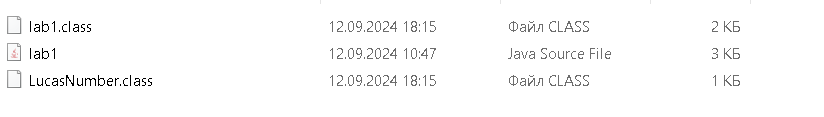 lab1.class 12.09.2024 18:15 Файл CLASS 2 КБ
lab1 12.09.2024 10:47 Java Source File 3 КБ
LucasNumber.class 12.09.2024 18:15 Файл CLASS 1 КБ